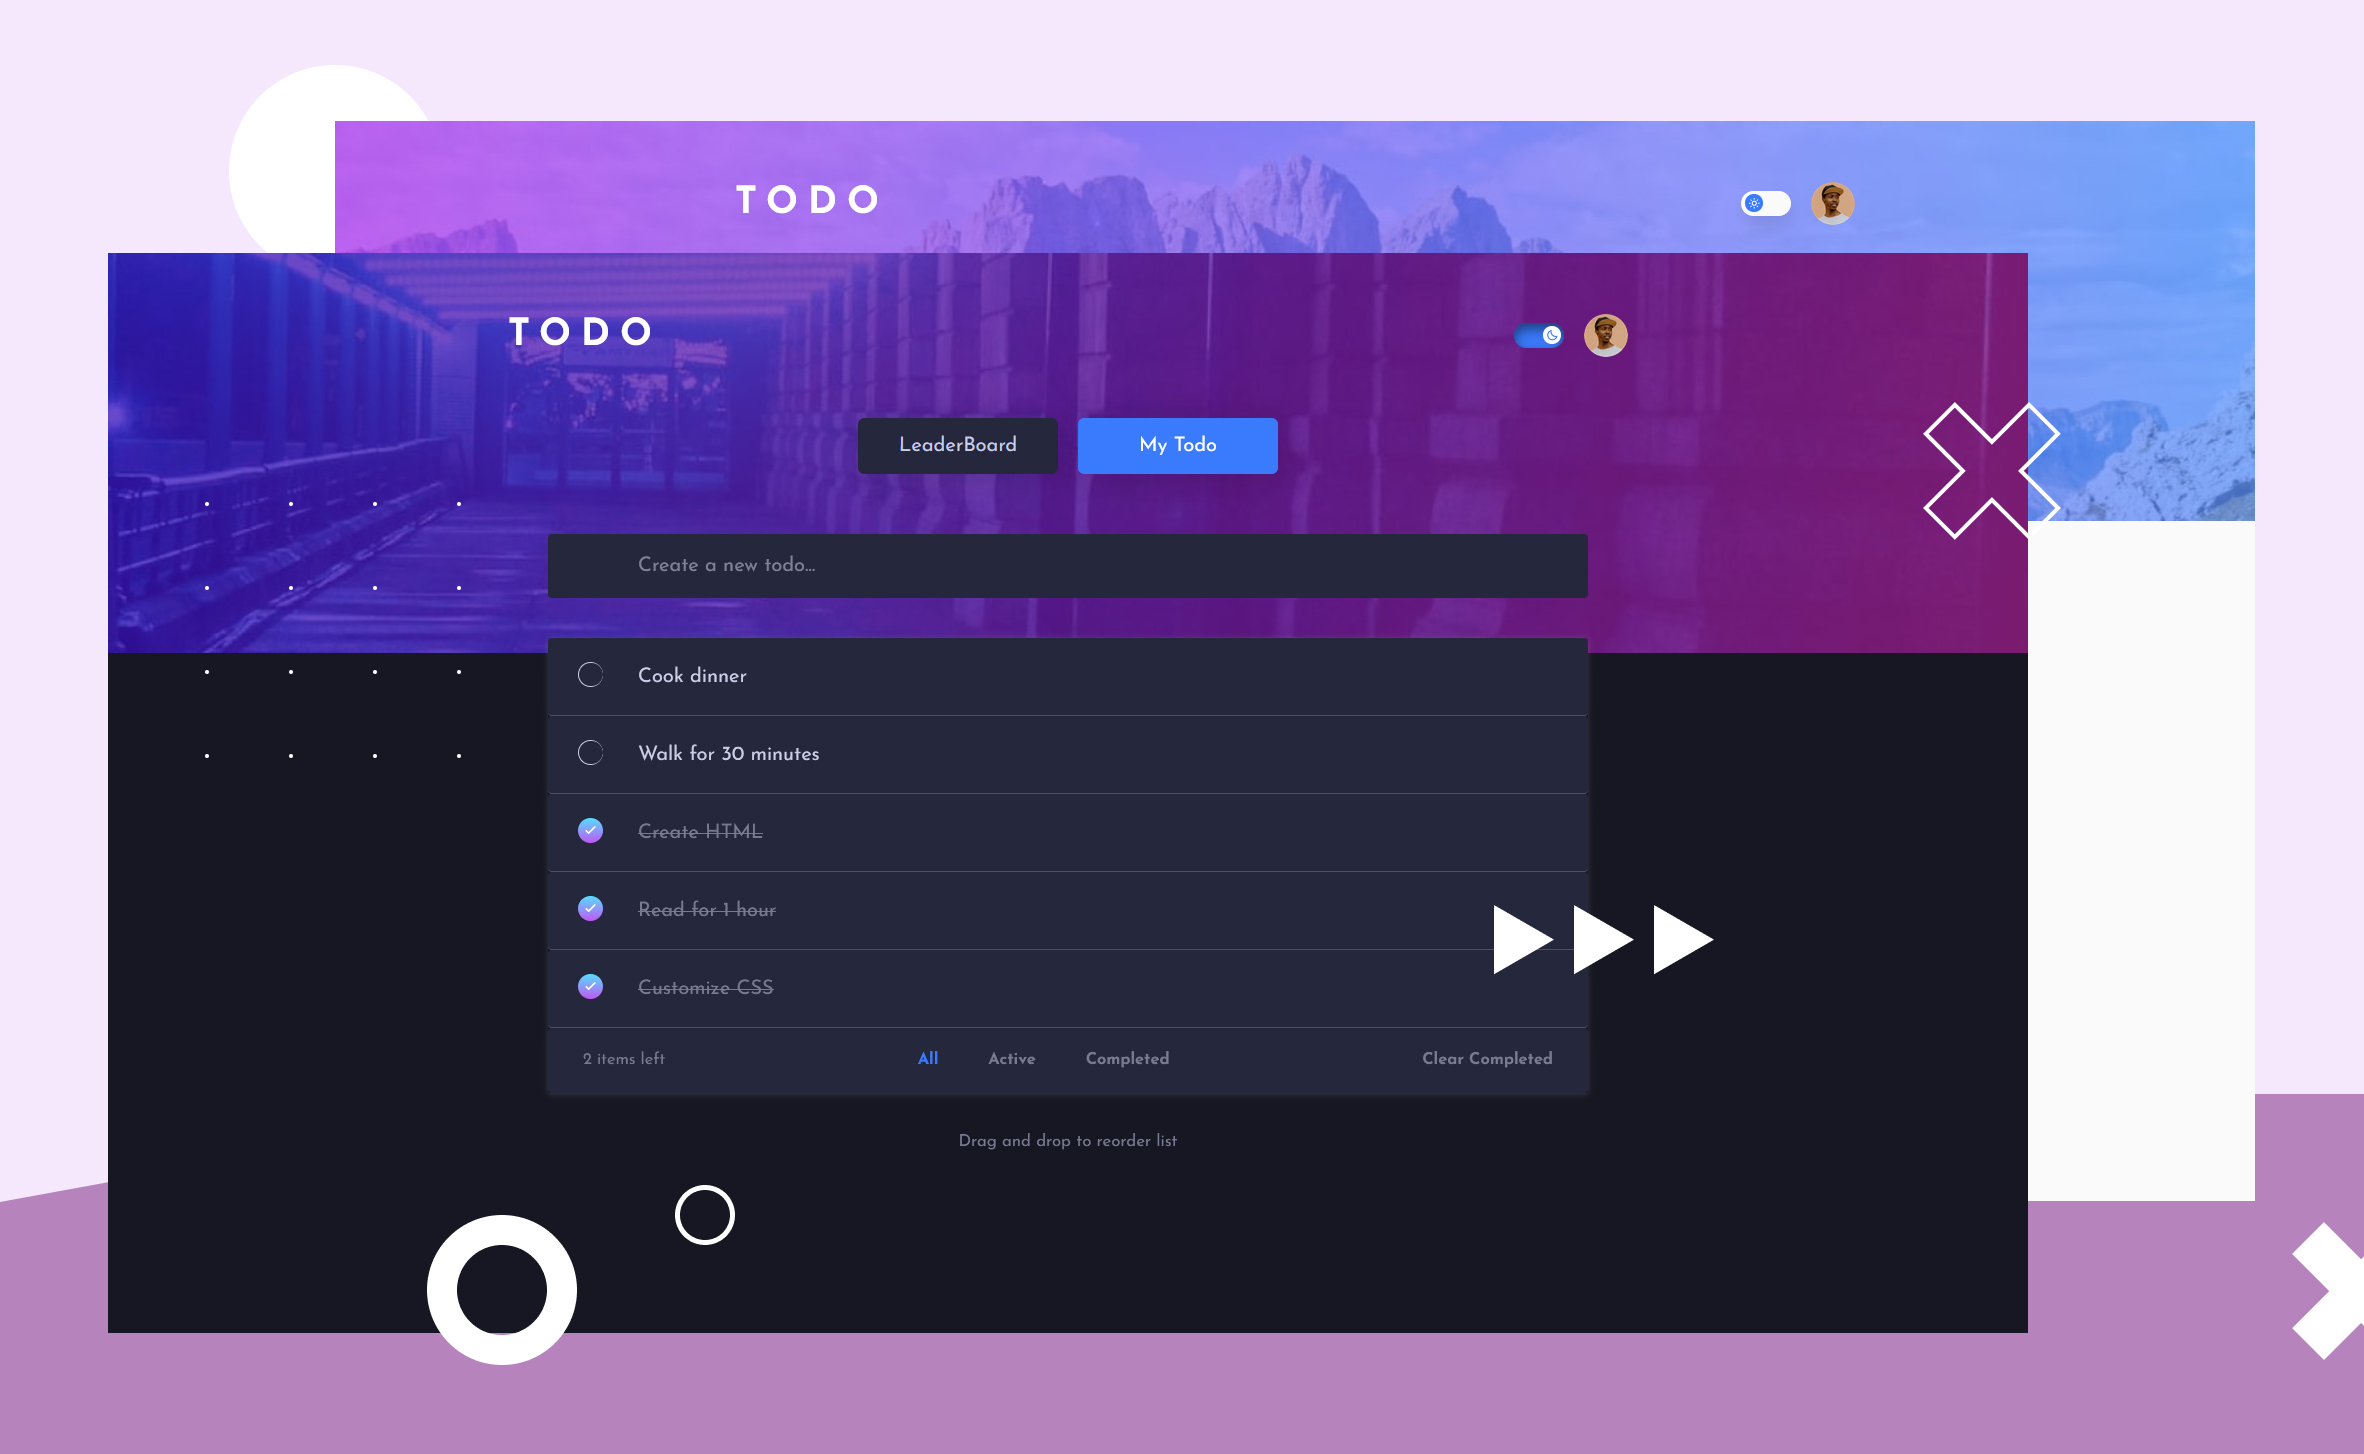 TODO
TODO
LeaderBoard
My Todo
Create a new todo...
Cook dinner
Walk for 30 minutes
Create HTML
Read for 1 hour
Customize CSS
2 items left
All
Active
Completed
Clear Completed
Drag and drop to reorder list